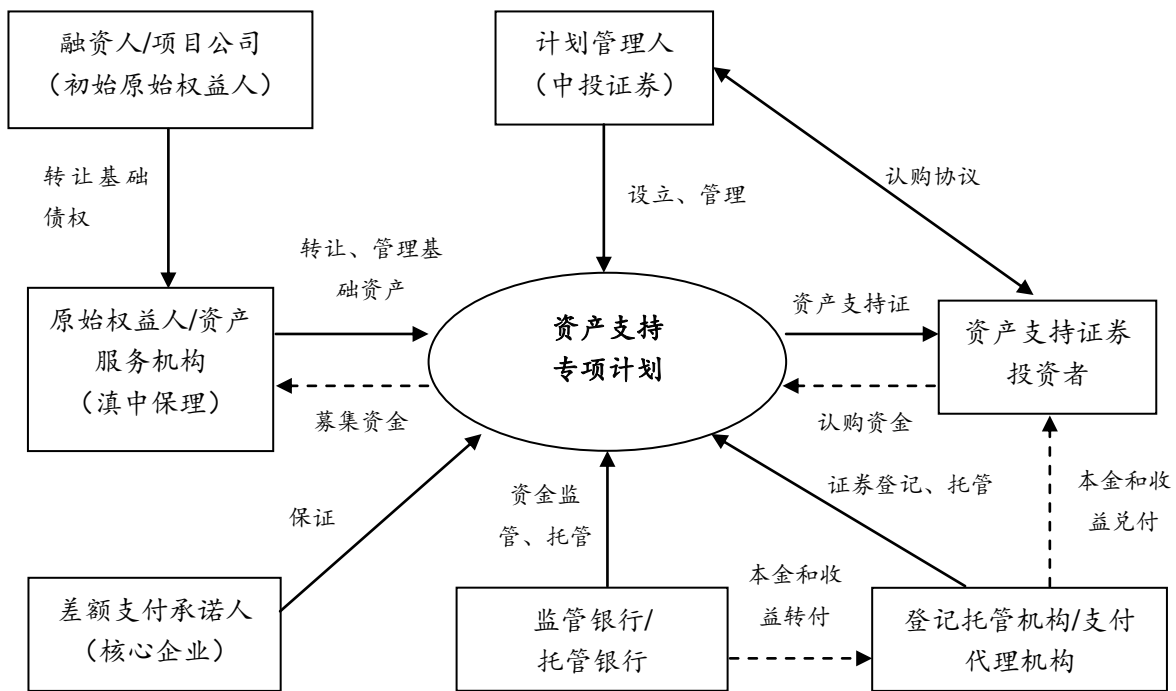 融资人/项目公司
（初始原始权益人）
计划管理人
（中投证券）
转让基础
债权
设立、管理
认购协议
转让、管理基
础资产
原始权益人/资产
服务机构
（滇中保理）
资产支持
专项计划
资产支持证
资产支持证券
投资者
募集资金
认购资金
保证
资金监
管、托管
证券登记、托管
本金和收
益兑付
本金和收
益转付
差额支付承诺人
（核心企业）
监管银行/
托管银行
登记托管机构/支付
代理机构